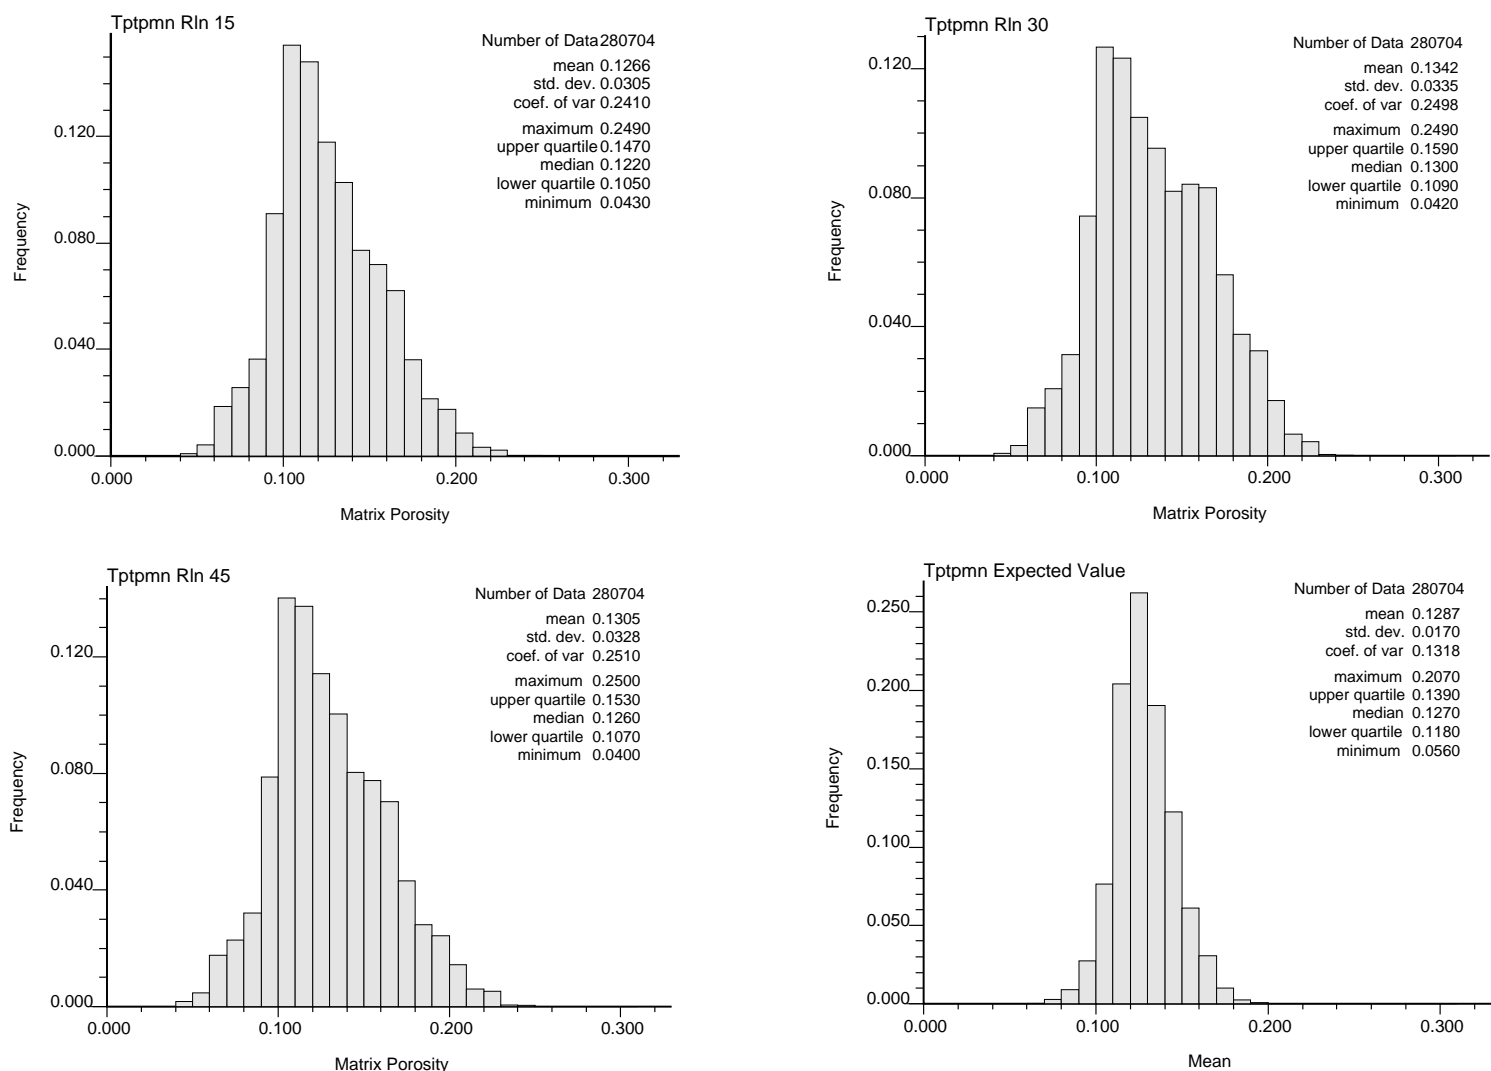 Tptpmn Rln 15
Number of Data 280704
mean 0.1266
std. dev. 0.0305
coef. of var 0.2410
maximum 0.2490
upper quartile 0.1470
median 0.1220
lower quartile 0.1050
minimum 0.0430
Frequency
0.120
0.080
0.040
0.000
0.000 0.100 0.200 0.300
Matrix Porosity
Tptpmn Rln 30
Number of Data 280704
mean 0.1342
std. dev. 0.0335
coef. of var 0.2498
maximum 0.2490
upper quartile 0.1590
median 0.1300
lower quartile 0.1090
minimum 0.0420
Frequency
0.120
0.080
0.040
0.000
0.000 0.100 0.200 0.300
Matrix Porosity
Tptpmn Rln 45
Number of Data 280704
mean 0.1305
std. dev. 0.0328
coef. of var 0.2510
maximum 0.2500
upper quartile 0.1530
median 0.1260
lower quartile 0.1070
minimum 0.0400
Frequency
0.120
0.080
0.040
0.000
0.000 0.100 0.200 0.300
Matrix Porosity
Tptpmn Expected Value
Number of Data 280704
mean 0.1287
std. dev. 0.0170
coef. of var 0.1318
maximum 0.2070
upper quartile 0.1390
median 0.1270
lower quartile 0.1180
minimum 0.0560
Frequency
0.250
0.200
0.150
0.100
0.050
0.000
0.000 0.100 0.200 0.300
Mean